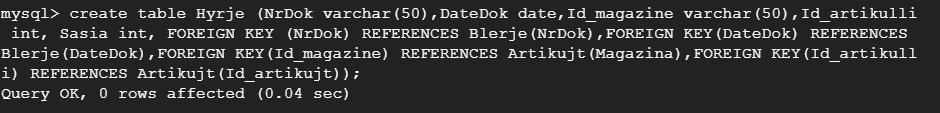 mysql> create table Hyrje (NrDok varchar(50),DateDok date,Id_magazine varchar(50),Id_artikulli
 int, Sasia int, FOREIGN KEY (NrDok) REFERENCES Blerje(NrDok),FOREIGN KEY(DateDok) REFERENCES
Blerje(DateDok),FOREIGN KEY(Id_magazine) REFERENCES Artikujt(Magazina),FOREIGN KEY(Id_artikull
i) REFERENCES Artikujt(Id_artikujt));
Query OK, 0 rows affected (0.04 sec)